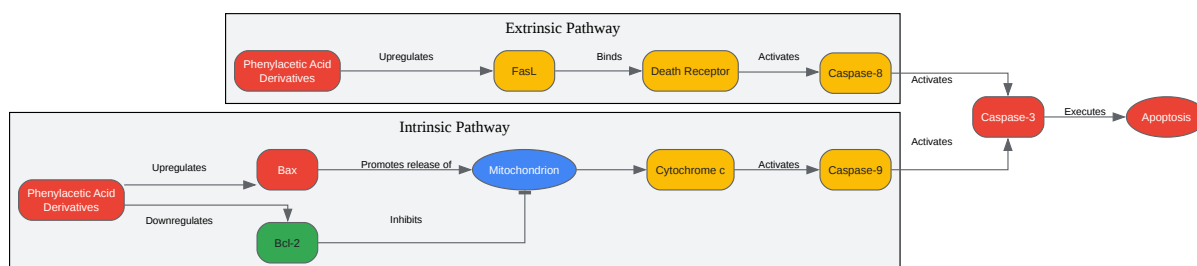 Extrinsic Pathway
Phenylacetic Acid
Derivatives
Upregulates
FasL
Binds
Death Receptor
Activates
Caspase-8
Activates
Caspase-3
Executes
Apoptosis
Intrinsic Pathway
Phenylacetic Acid
Derivatives
Upregulates
Bax
Promotes release of
Mitochondrion
Cytochrome c
Activates
Caspase-9
Activates
Downregulates
Bcl-2
Inhibits